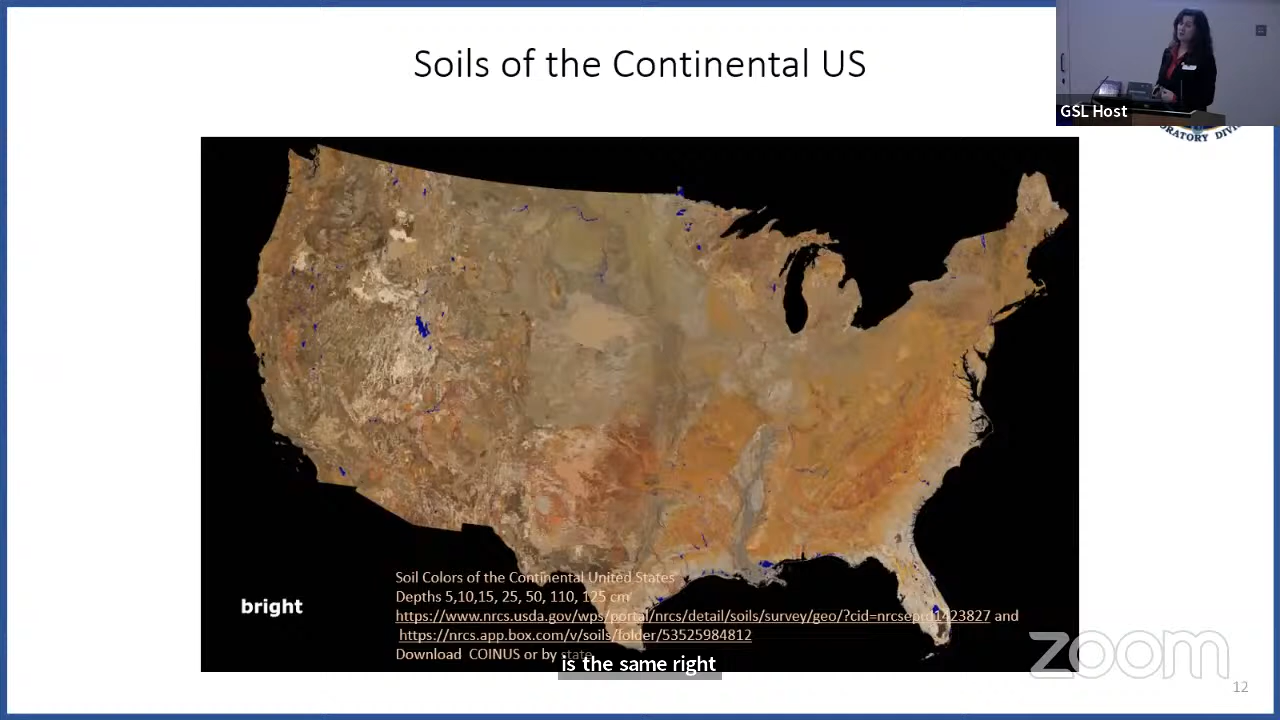 Soils of the Continental US
GSL Host
ORATORY DIVI
Soil Colors of the Continental United States
Depths 5,10,15, 25, 50, 110, 125 cm
bright
https://www.nrcs.usda.gov/wps/portal/nrcs/detail/soils/survey/geo/?cid=nrcseprd1423827 and
https://nrcs.app.box.com/v/soils/folder/53525984812
Download COINUS or by state
is the same right
zoom
12